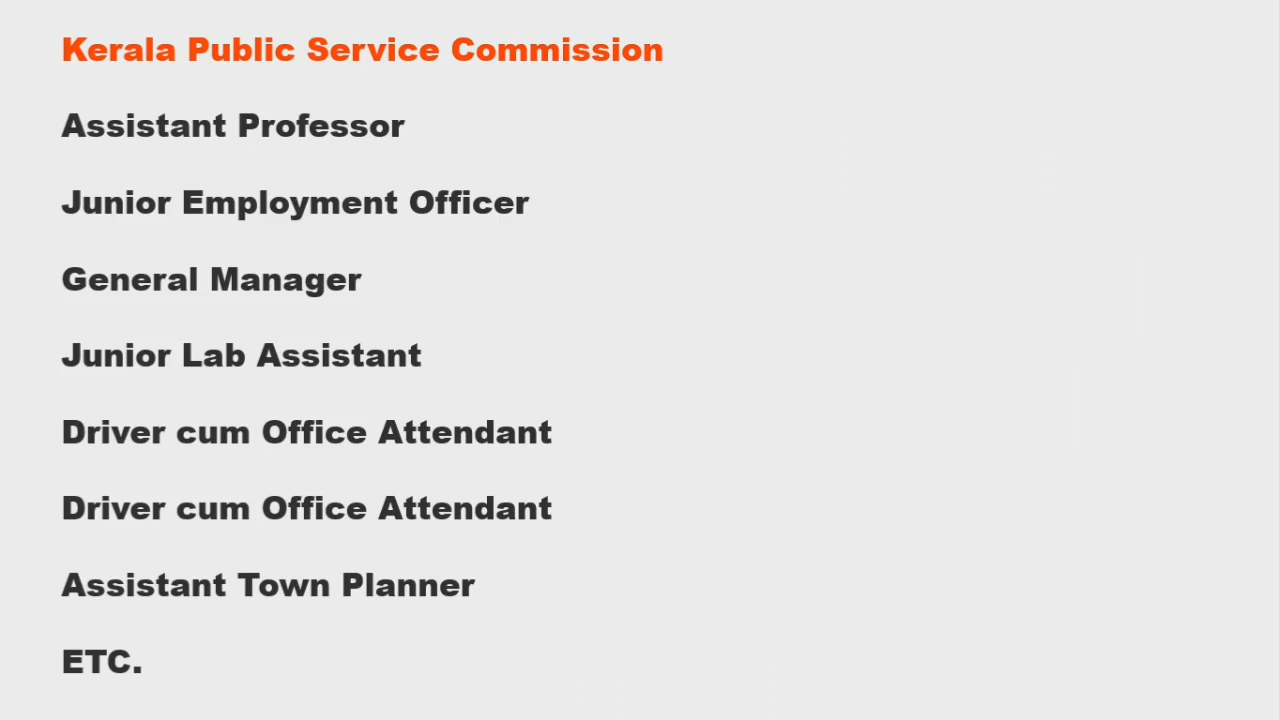 Kerala Public Service Commission
Assistant Professor
Junior Employment Officer
General Manager
Junior Lab Assistant
Driver cum Office Attendant
Driver cum Office Attendant
Assistant Town Planner
ETC.